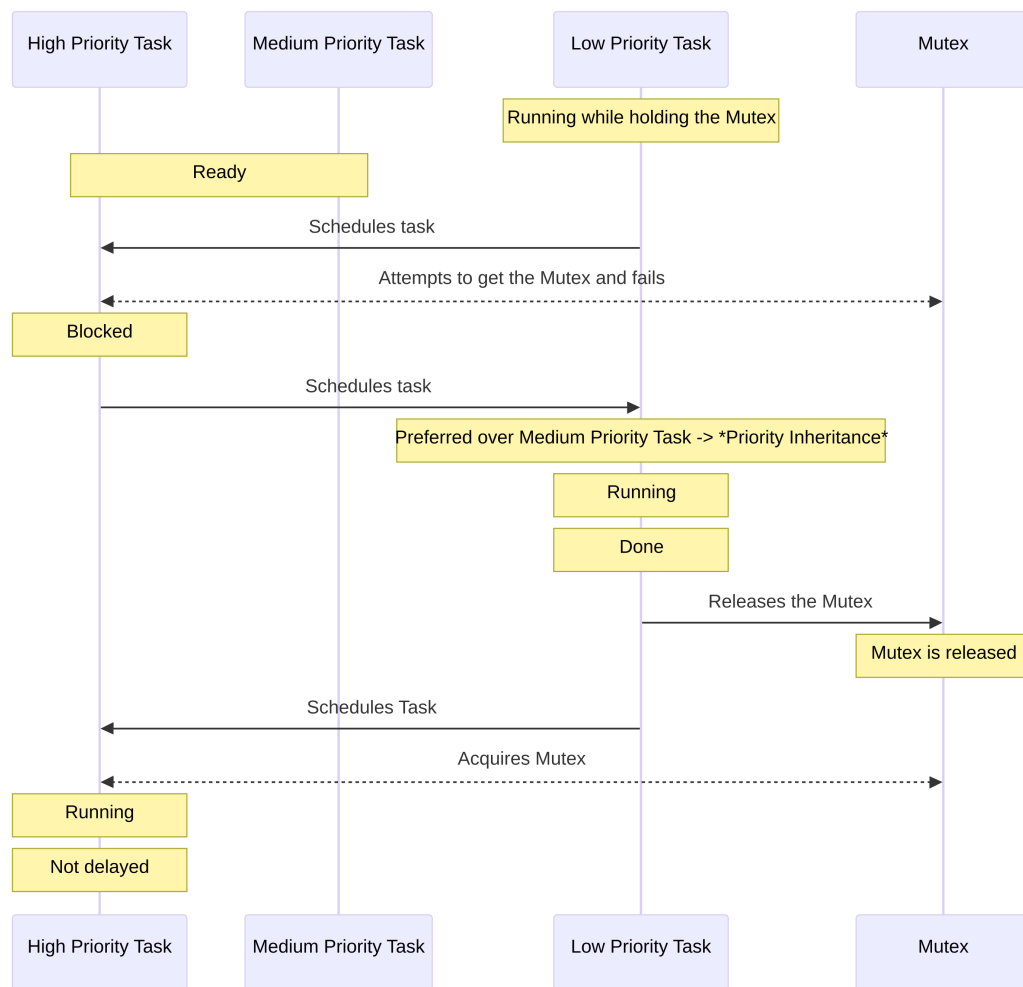 High Priority Task
Medium Priority Task
Low Priority Task
Mutex
Running while holding the Mutex
Ready
Schedules task
Attempts to get the Mutex and fails
Blocked
Schedules task
Preferred over Medium Priority Task -> *Priority Inheritance*
Running
Done
Releases the Mutex
Mutex is released
Schedules Task
Acquires Mutex
Running
Not delayed
High Priority Task
Medium Priority Task
Low Priority Task
Mutex